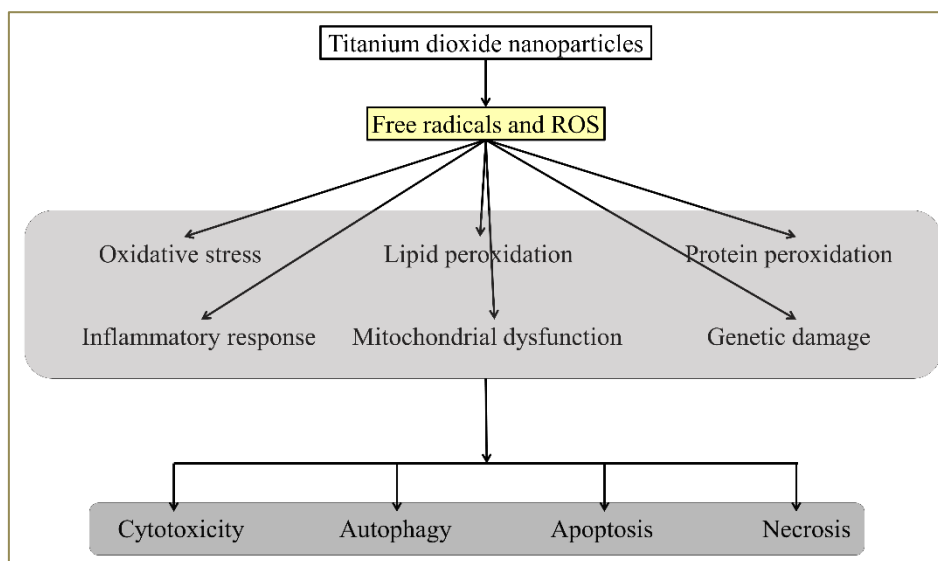 Titanium dioxide nanoparticles
Free radicals and ROS
Oxidative stress
Lipid peroxidation
Protein peroxidation
Inflammatory response
Mitochondrial dysfunction
Genetic damage
Cytotoxicity
Autophagy
Apoptosis
Necrosis